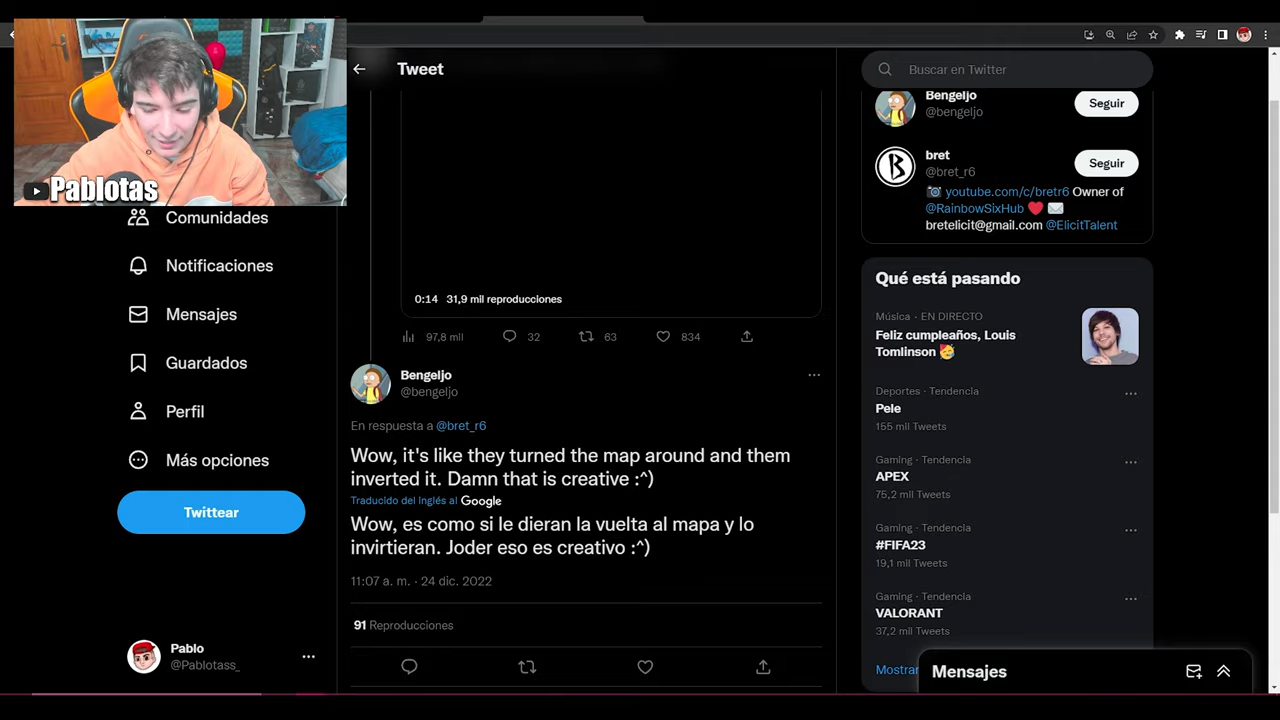 Pablotas
Comunidades
Notificaciones
Mensajes
Guardados
Perfil
Más opciones
Twittear
Pablo
@Pablotass_
Tweet
0:14 31,9 mil reproducciones
97,8 mil 32 63 834
Bengeljo
@bengeljo
En respuesta a @bret_r6
Wow, it's like they turned the map around and them
inverted it. Damn that is creative :^)
Traducido del Inglés al Google
Wow, es como si le dieran la vuelta al mapa y lo
invirtieran. Joder eso es creativo :^)
11:07 a. m. · 24 dic. 2022
91 Reproducciones
Buscar en Twitter
Bengeljo
@bengeljo
Seguir
bret
@bret_r6
Seguir
youtube.com/c/bretr6 Owner of
@RainbowSixHub ❤️ ✉️
bretelicit@gmail.com @ElicitTalent
Qué está pasando
Música · EN DIRECTO
Feliz cumpleaños, Louis
Tomlinson 🥳
Deportes · Tendencia
Pele
155 mil Tweets
Gaming · Tendencia
APEX
75,2 mil Tweets
Gaming · Tendencia
#FIFA23
19,1 mil Tweets
Gaming · Tendencia
VALORANT
37,2 mil Tweets
Mostrar
Mensajes